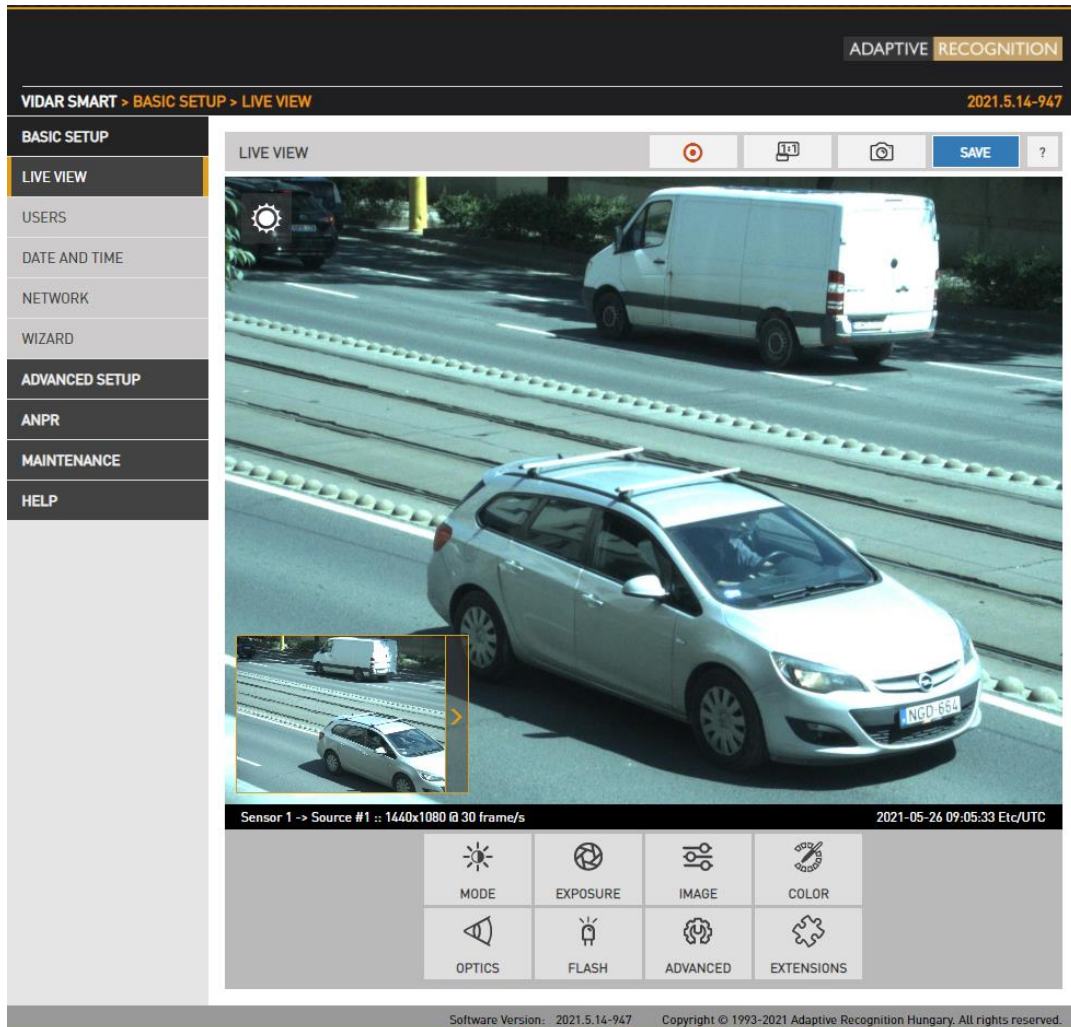 ADAPTIVE RECOGNITION
VIDAR SMART > BASIC SETUP > LIVE VIEW 2021.5.14-947
BASIC SETUP
LIVE VIEW
USERS
DATE AND TIME
NETWORK
WIZARD
ADVANCED SETUP
ANPR
MAINTENANCE
HELP
LIVE VIEW 1:1 SAVE ?
NGD-664
Sensor 1 -> Source #1 :: 1440x1080 @ 30 frame/s 2021-05-26 09:05:33 Etc/UTC
MODE EXPOSURE IMAGE COLOR
OPTICS FLASH ADVANCED EXTENSIONS
Software Version: 2021.5.14-947 Copyright © 1993-2021 Adaptive Recognition Hungary. All rights reserved.